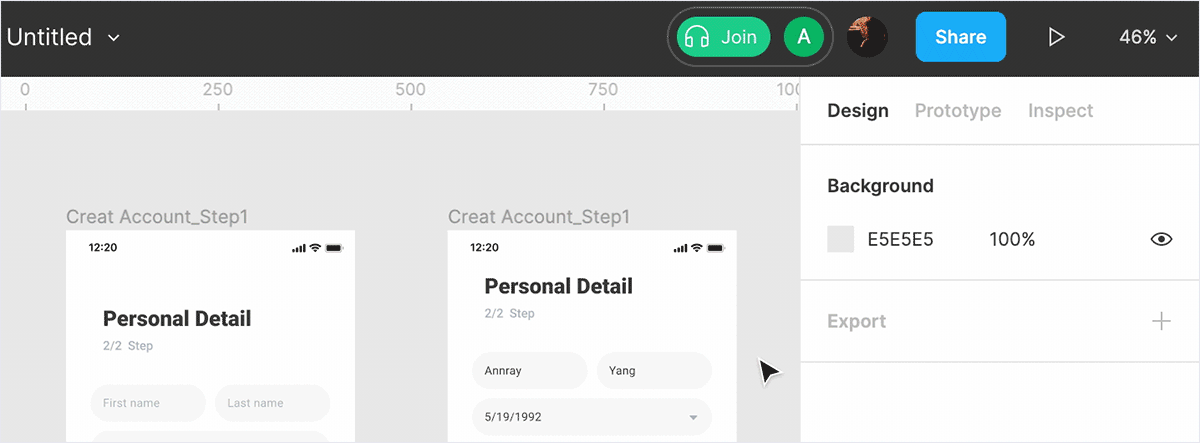 Untitled Join A Share 46%
0 250 500 750 100
Design Prototype Inspect
Background
E5E5E5 100%
Export
Creat Account_Step1
12:20
Personal Detail
2/2 Step
First name Last name
Creat Account_Step1
12:20
Personal Detail
2/2 Step
Annray Yang
5/19/1992